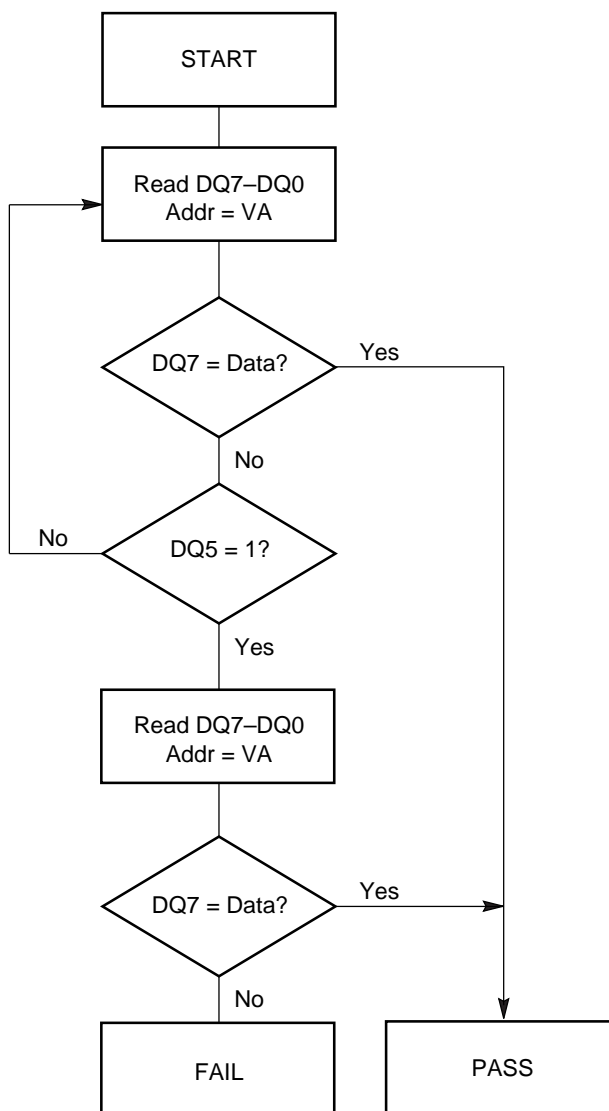 START
Read DQ7–DQ0
Addr = VA
DQ7 = Data?
Yes
No
No
DQ5 = 1?
Yes
Read DQ7–DQ0
Addr = VA
DQ7 = Data?
Yes
No
FAIL
PASS